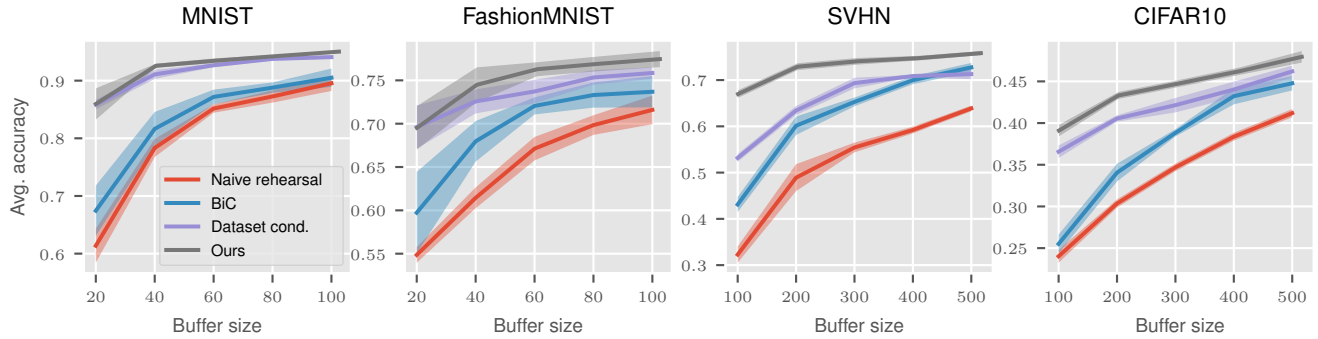 MNIST
FashionMNIST
SVHN
CIFAR10
Avg. accuracy
0.9
0.8
0.7
0.6
Naive rehearsal
BiC
Dataset cond.
Ours
20 40 60 80 100
Buffer size
0.75
0.70
0.65
0.60
0.55
20 40 60 80 100
Buffer size
0.7
0.6
0.5
0.4
0.3
100 200 300 400 500
Buffer size
0.45
0.40
0.35
0.30
0.25
100 200 300 400 500
Buffer size